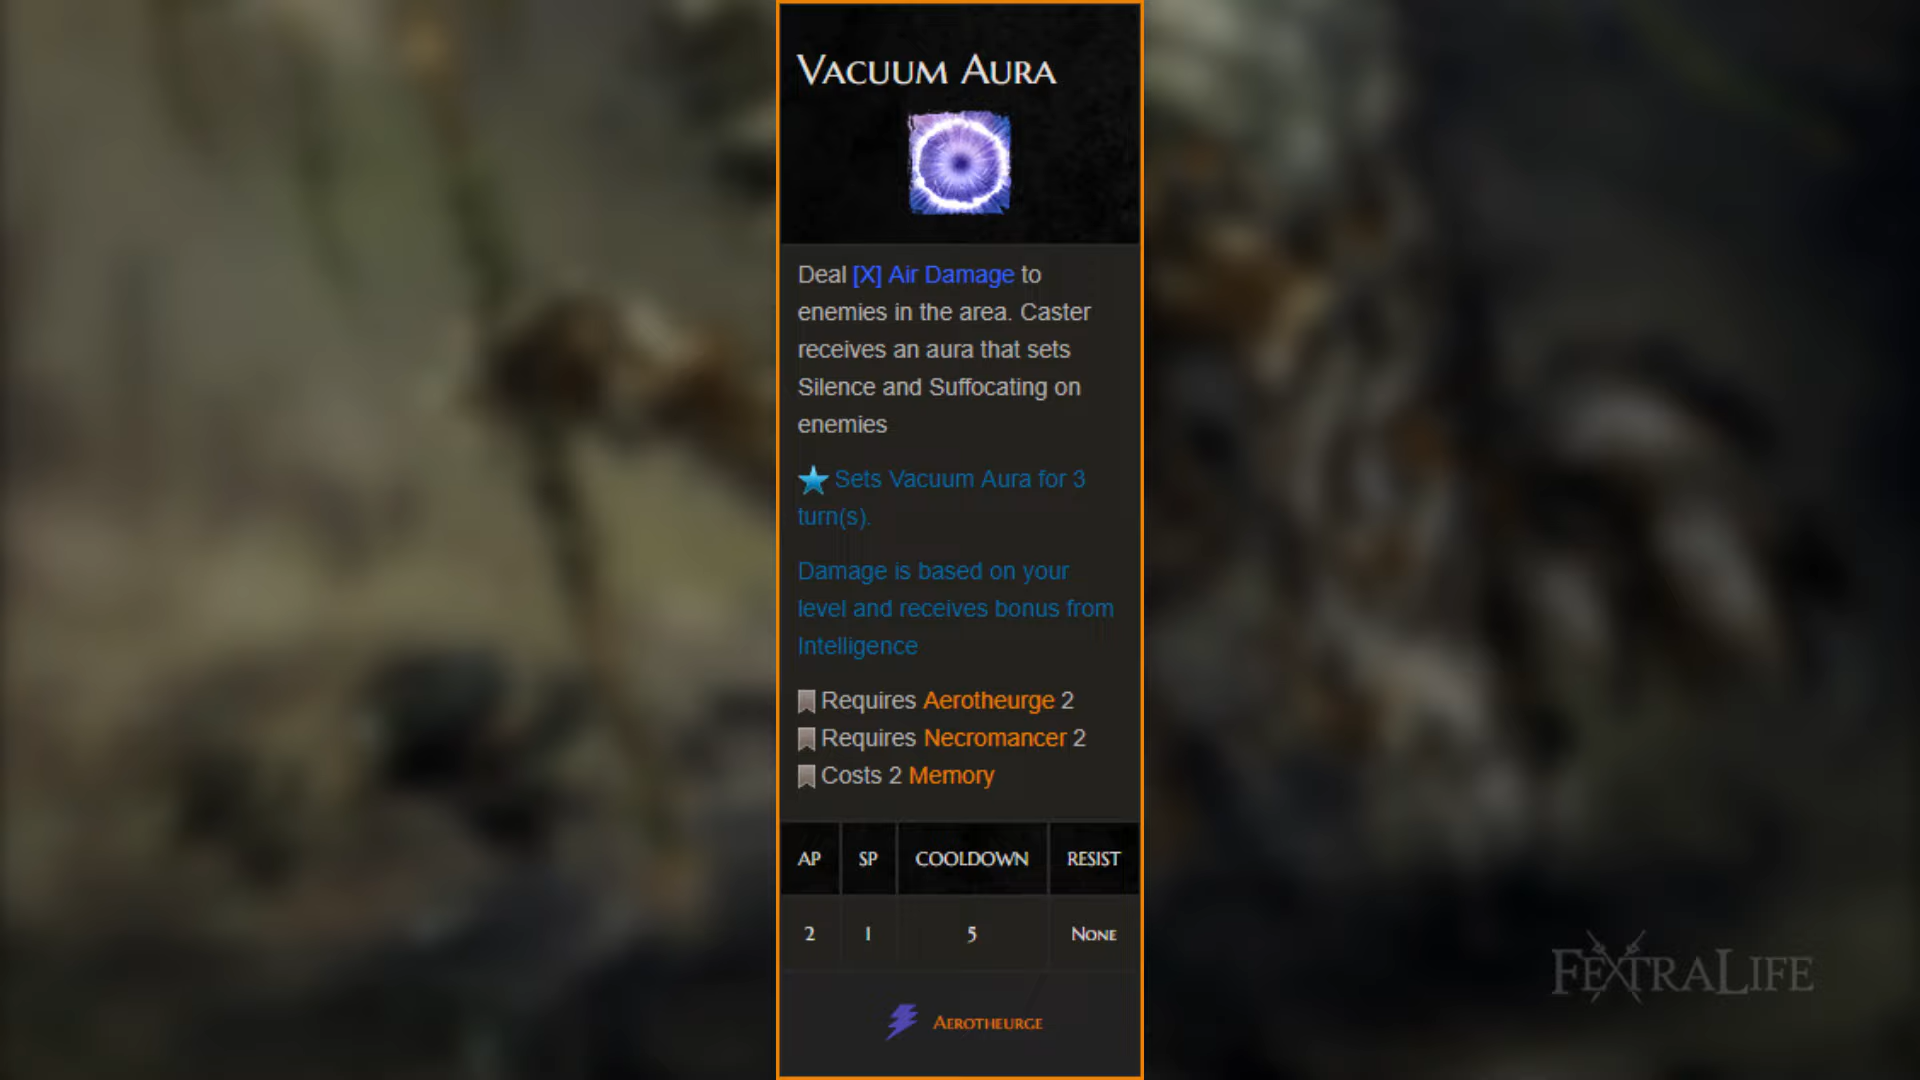 VACUUM AURA
Deal [X] Air Damage to
enemies in the area. Caster
receives an aura that sets
Silence and Suffocating on
enemies
Sets Vacuum Aura for 3
turn(s).
Damage is based on your
level and receives bonus from
Intelligence
Requires Aerotheurge 2
Requires Necromancer 2
Costs 2 Memory
AP SP COOLDOWN RESIST
2 1 5 NONE
AEROTHEURGE
FEXTRALIFE